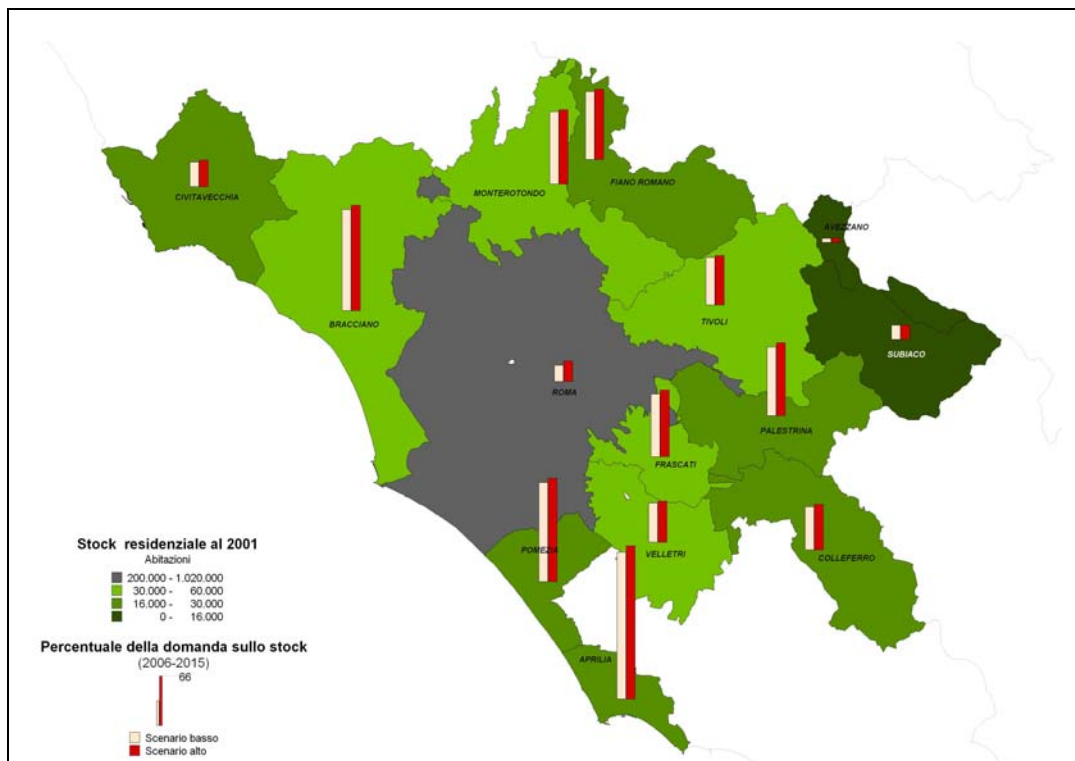 CIVITAVECCHIA
MONTEROTONDO
FIANO ROMANO
AVEZZANO
BRACCIANO
TIVOLI
SUBIACO
ROMA
PALESTRINA
FRASCATI
POMEZIA
VELLETRI
COLLEFERRO
APRILIA
Stock residenziale al 2001
Abitazioni
200.000 - 1.020.000
30.000 - 60.000
16.000 - 30.000
0 - 16.000
Percentuale della domanda sullo stock
(2006-2015)
66
Scenario basso
Scenario alto